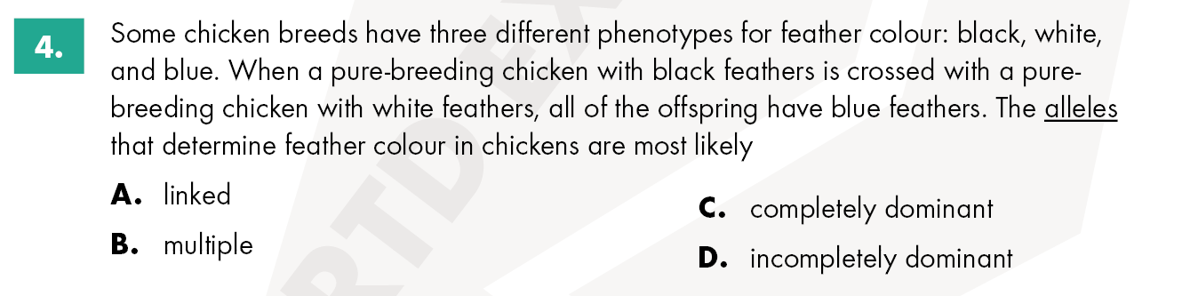 4.
Some chicken breeds have three different phenotypes for feather colour: black, white,
and blue. When a pure-breeding chicken with black feathers is crossed with a pure-
breeding chicken with white feathers, all of the offspring have blue feathers. The alleles
that determine feather colour in chickens are most likely
A. linked
B. multiple
C. completely dominant
D. incompletely dominant
RTD EX